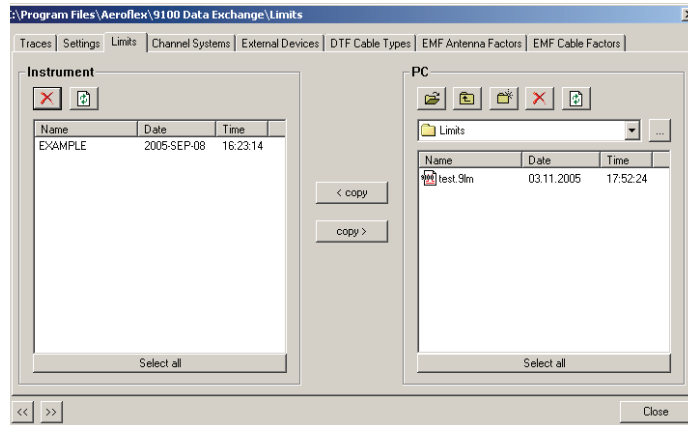 :\Program Files\Aeroflex\9100 Data Exchange\Limits
Traces Settings Limits Channel Systems External Devices DTF Cable Types EMF Antenna Factors EMF Cable Factors
Instrument
Name Date Time
EXAMPLE 2005-SEP-08 16:23:14
Select all
< copy
copy >
PC
Limits
...
Name Date Time
test.9lm 03.11.2005 17:52:24
Select all
<< >>
Close